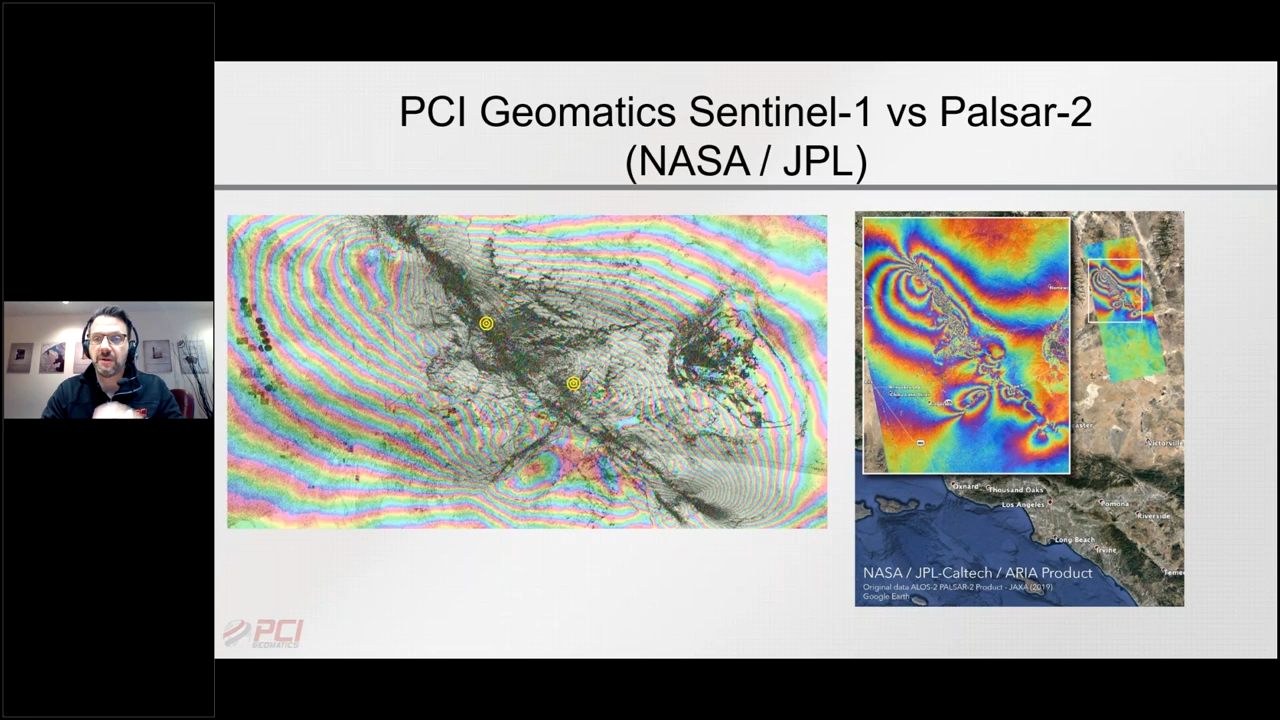 PCI Geomatics Sentinel-1 vs Palsar-2
(NASA / JPL)
caster
Victorville
Oxnard
Thousand Oaks
Los Angeles
Pomona
Riverside
Long Beach
Irvine
Teme
NASA / JPL-Caltech / ARIA Product
Original data ALOS-2 PALSAR-2 Product - JAXA (2019)
Google Earth
PCI
GEOMATICS